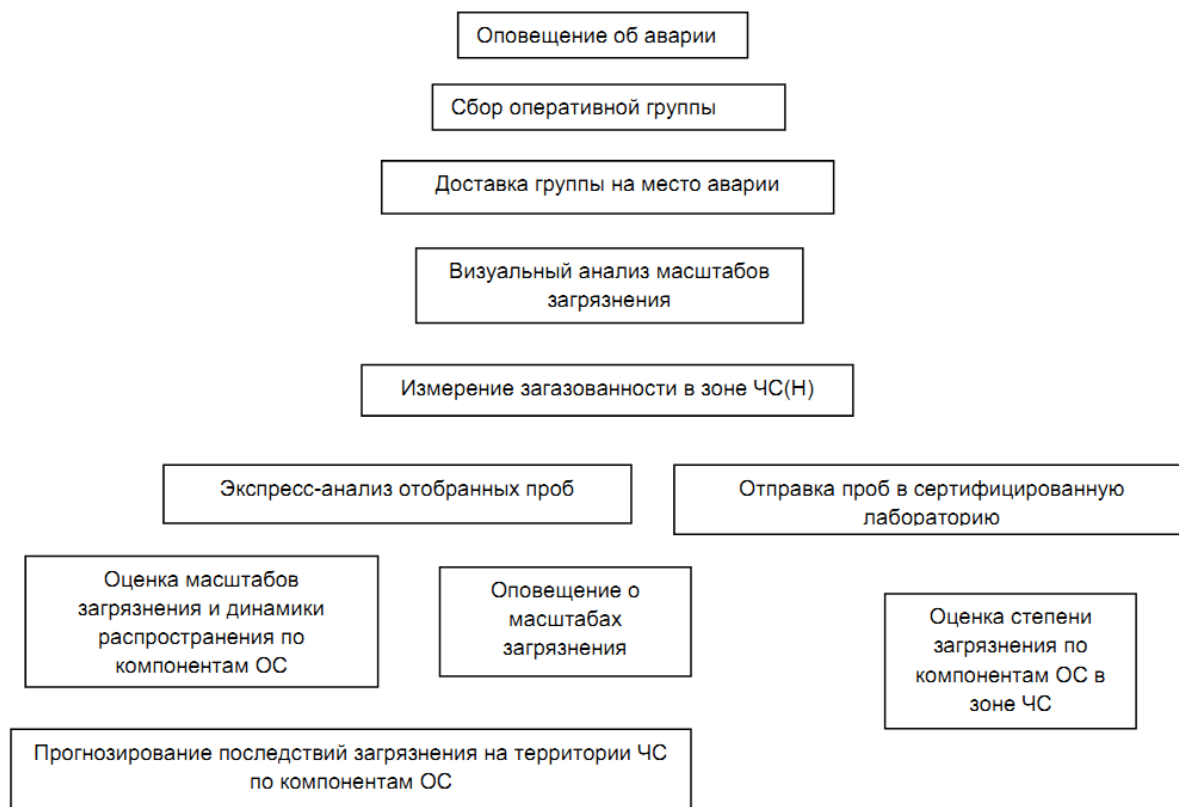 Оповещение об аварии
Сбор оперативной группы
Доставка группы на место аварии
Визуальный анализ масштабов
загрязнения
Измерение загазованности в зоне ЧС(Н)
Экспресс-анализ отобранных проб
Отправка проб в сертифицированную
лабораторию
Оценка масштабов
загрязнения и динамики
распространения по
компонентам ОС
Оповещение о
масштабах
загрязнения
Оценка степени
загрязнения по
компонентам ОС в
зоне ЧС
Прогнозирование последствий загрязнения на территории ЧС
по компонентам ОС